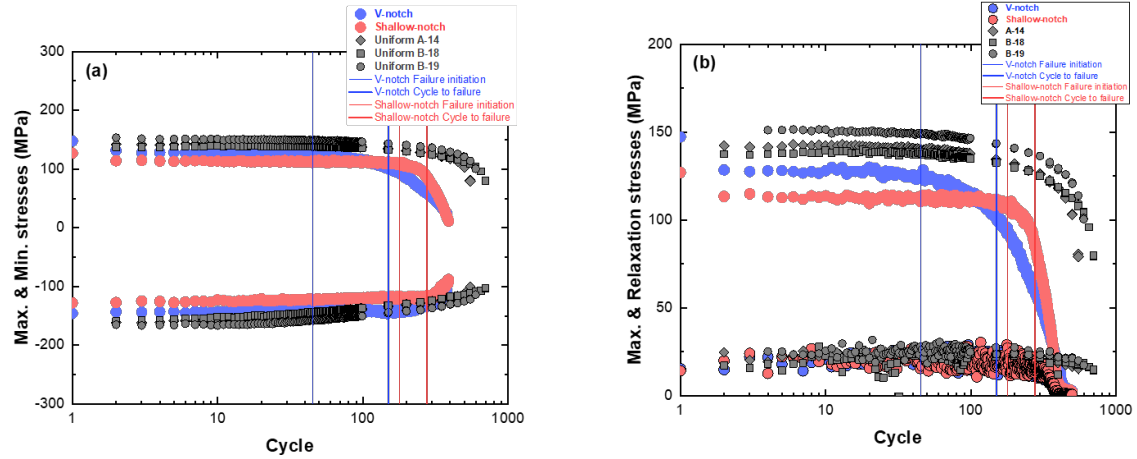 (a)
V-notch
Shallow-notch
Uniform A-14
Uniform B-18
Uniform B-19
V-notch Failure initiation
V-notch Cycle to failure
Shallow-notch Failure initiation
Shallow-notch Cycle to failure
Max. & Min. stresses (MPa)
300
200
100
0
-100
-200
-300
1
10
100
1000
Cycle
(b)
V-notch
Shallow-notch
A-14
B-18
B-19
V-notch Failure initiation
V-notch Cycle to failure
Shallow-notch Failure initiation
Shallow-notch Cycle to failure
Max. & Relaxation stresses (MPa)
200
150
100
50
0
1
10
100
1000
Cycle